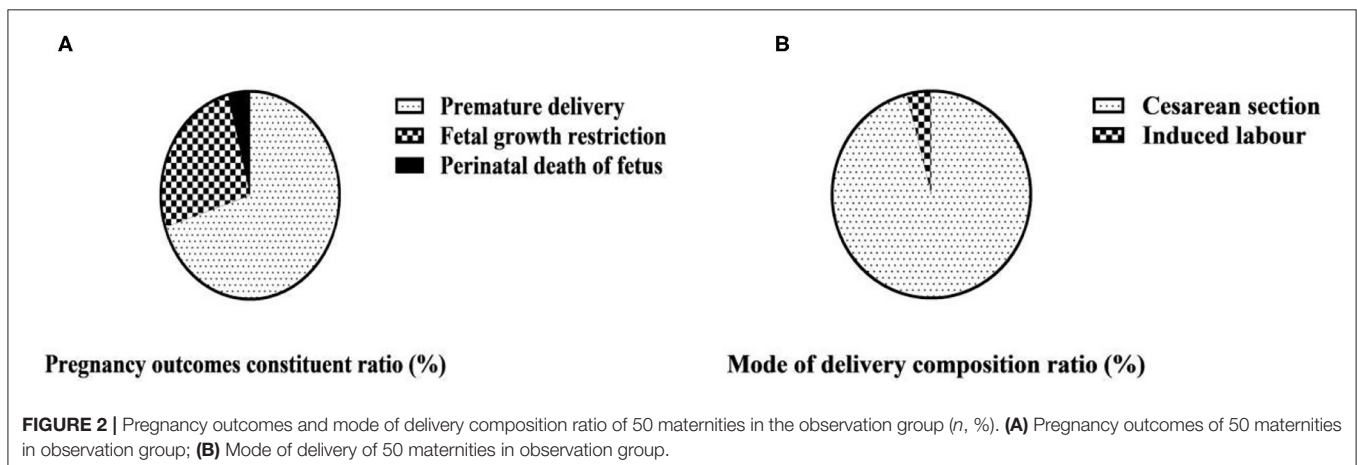 A
Premature delivery
Fetal growth restriction
Perinatal death of fetus
Pregnancy outcomes constituent ratio (%)
B
Cesarean section
Induced labour
Mode of delivery composition ratio (%)
FIGURE 2 | Pregnancy outcomes and mode of delivery composition ratio of 50 maternities in the observation group (n, %). (A) Pregnancy outcomes of 50 maternities
in observation group; (B) Mode of delivery of 50 maternities in observation group.